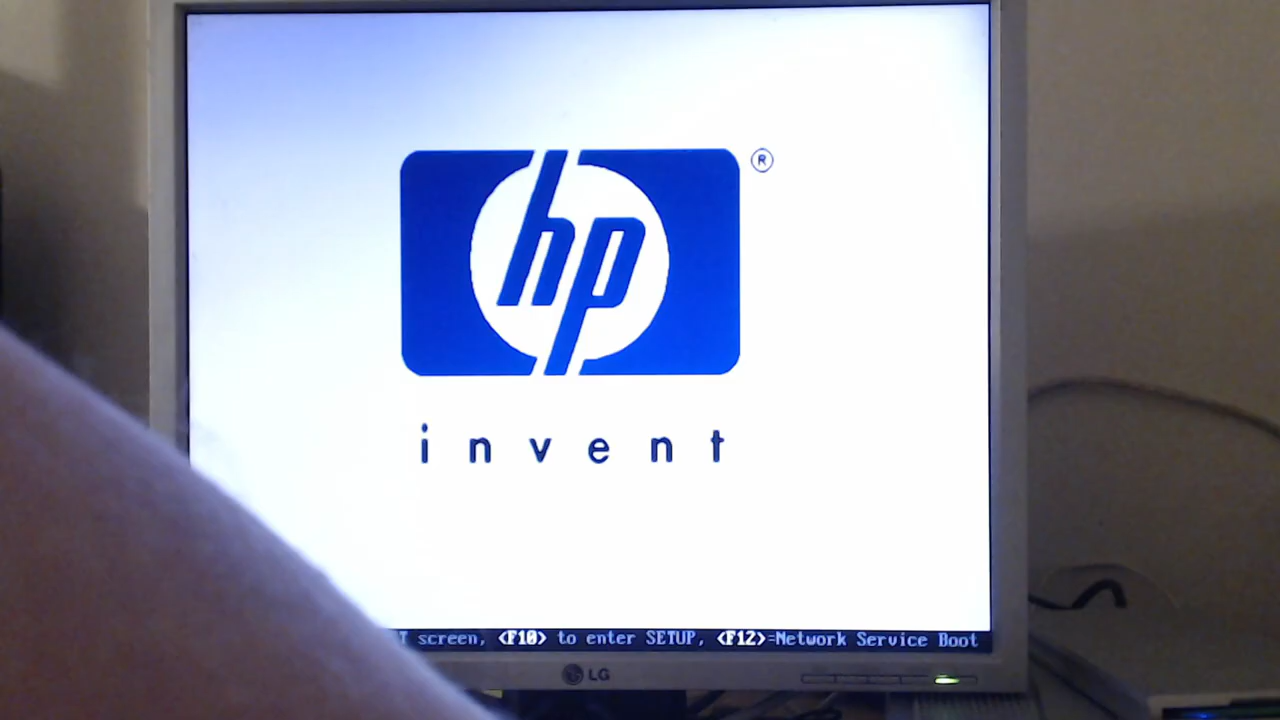 hp ®
invent
screen, <F10> to enter SETUP, <F12>=Network Service Boot
LG